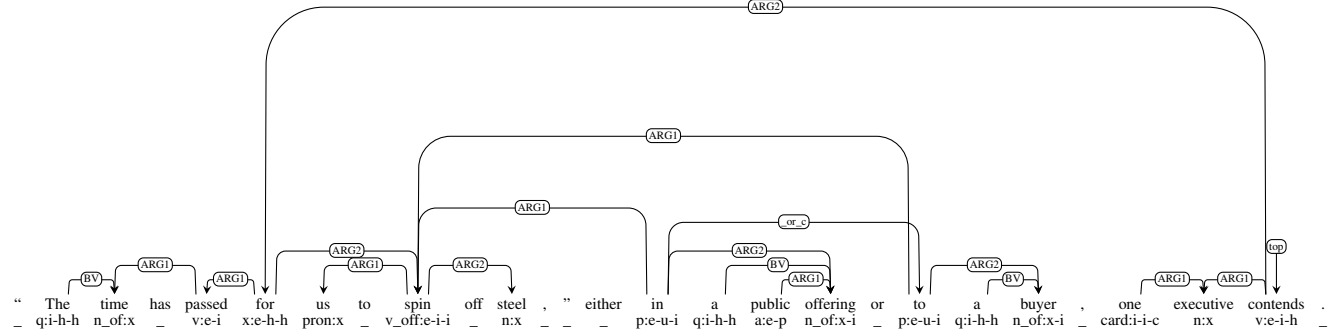 ARG2
ARG1
ARG1
_or_c
ARG2 ARG2 top
BV ARG1 ARG1 ARG1 ARG2 BV ARG1 ARG2 BV ARG1 ARG1
“ The time has passed for us to spin off steel , ” either in a public offering or to a buyer , one executive contends .
_ q:i-h-h n_of:x _ v:e-i x:e-h-h pron:x _ v_off:e-i-i _ n:x _ _ _ p:e-u-i q:i-h-h a:e-p n_of:x-i _ p:e-u-i q:i-h-h n_of:x-i _ card:i-i-c n:x v:e-i-h _